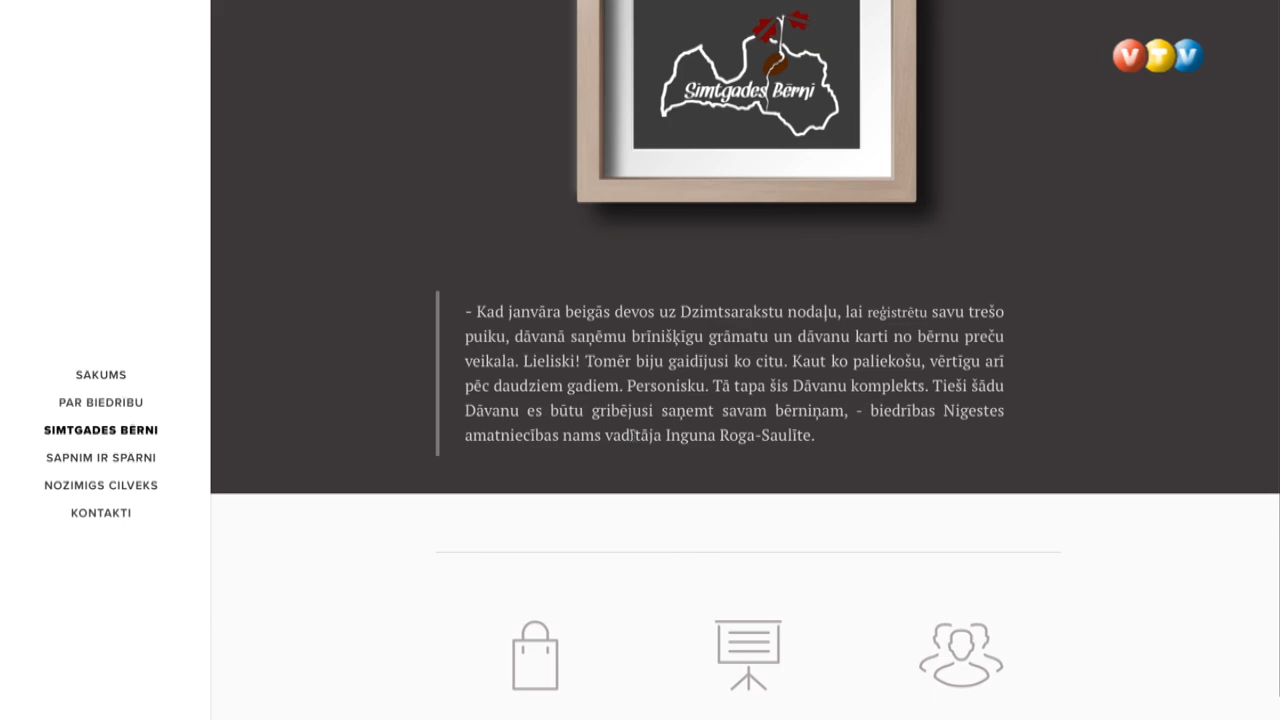 Simtgades Bērni
VTV
- Kad janvāra beigās devos uz Dzimtsarakstu nodaļu, lai reģistrētu savu trešo
puiku, dāvanā saņēmu brīnišķīgu grāmatu un dāvanu karti no bērnu preču
veikala. Lieliski! Tomēr biju gaidījusi ko citu. Kaut ko paliekošu, vērtīgu arī
pēc daudziem gadiem. Personisku. Tā tapa šis Dāvanu komplekts. Tieši šādu
Dāvanu es būtu gribējusi saņemt savam bērniņam, - biedrības Nigestes
amatniecības nams vadītāja Inguna Roga-Saulīte.
SAKUMS
PAR BIEDRIBU
SIMTGADES BĒRNI
SAPNIM IR SPARNI
NOZIMIGS CILVEKS
KONTAKTI